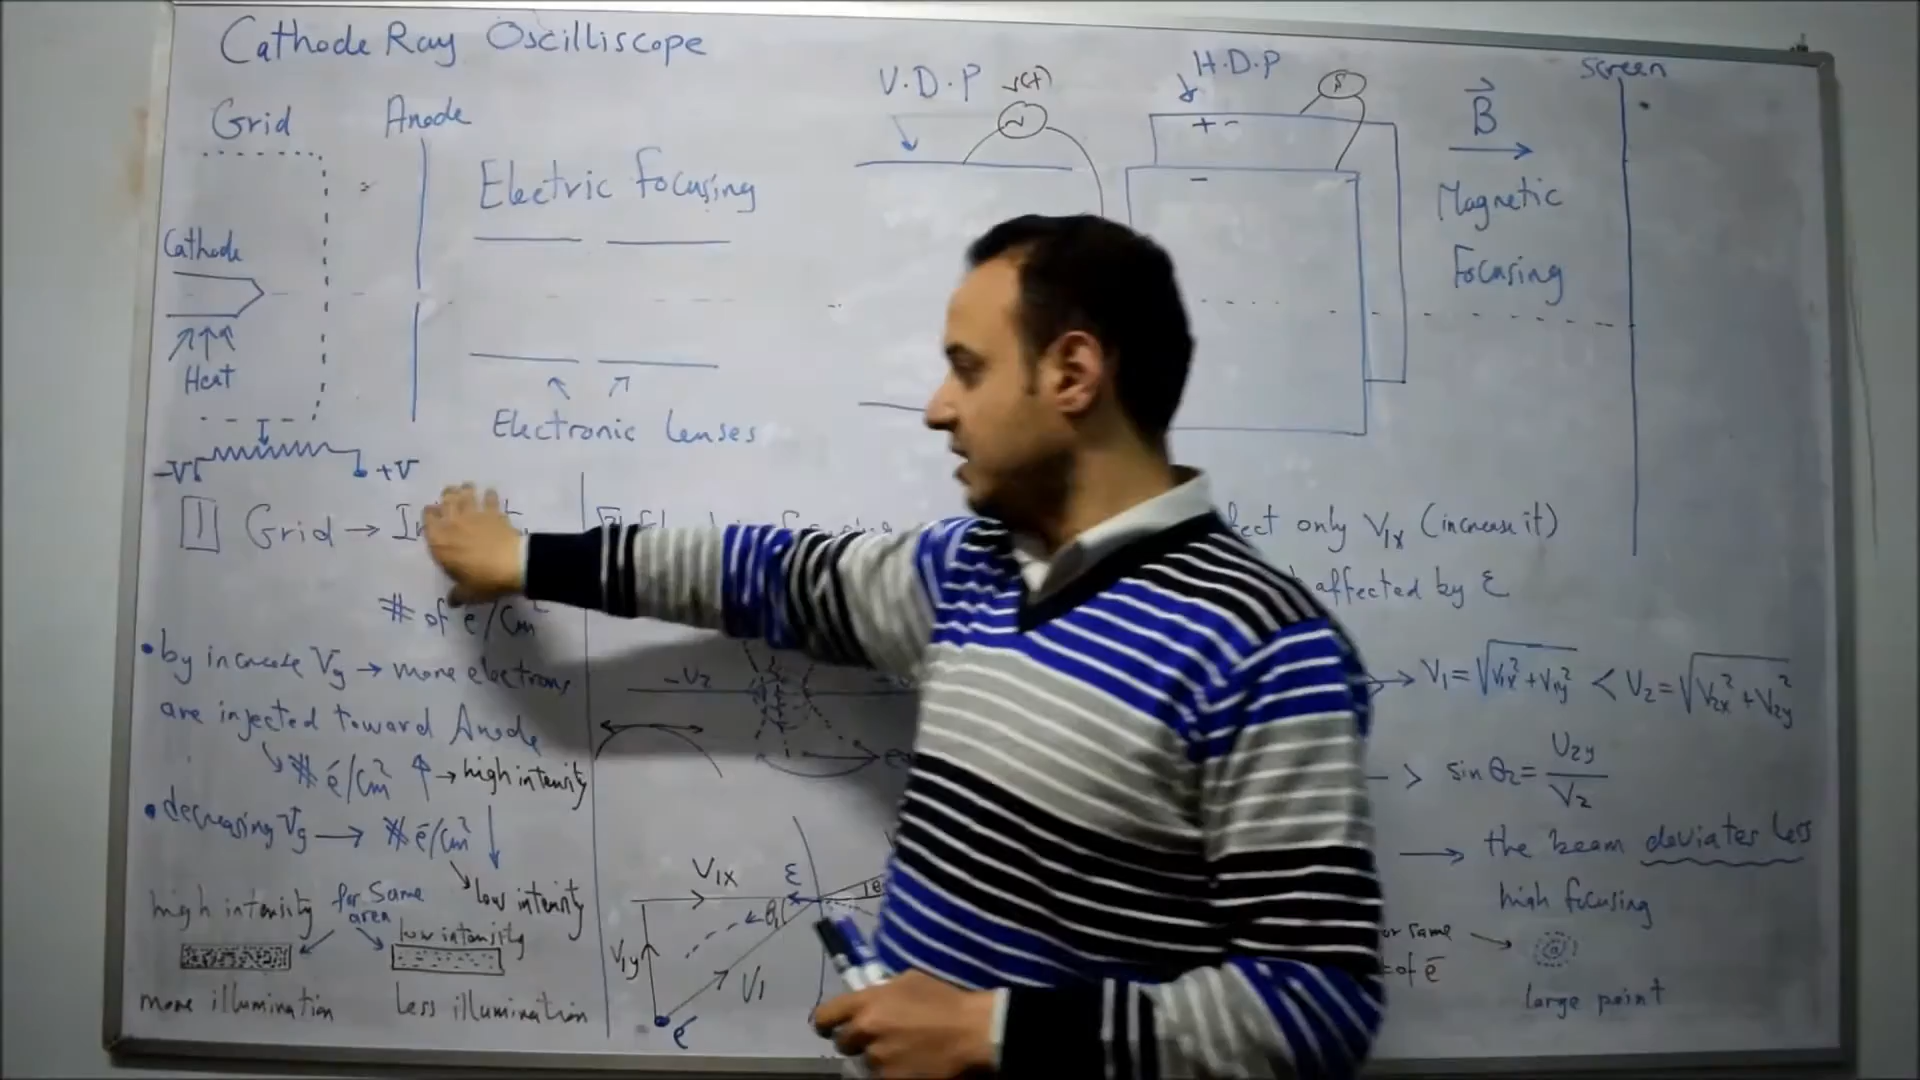 Cathode Ray Oscilliscope
Grid
Anode
Cathode
Heat
-V
+V
Electric Focusing
Electronic Lenses
V.D.P
v(t)
H.D.P
+ -
-
B
Magnetic
Focusing
Screen
1 Grid →
# of e⁻/Cm²
• by increase Vg → more electrons
are injected toward Anode
# e⁻/Cm² ↑ → high intensity
• decreasing Vg → # e⁻/Cm² ↓
low intensity
high intensity
for same
area
low intensity
more illumination
Less illumination
-V2
V1x
ε
θ1
V1y
V1
e⁻
only V1x (increase it)
affected by ε
→ V1 = √V1x² + V1y² < V2 = √V2x² + V2y²
sin θ2 = V2y / V2
→ the beam deviates less
high focusing
same
of e⁻
large point